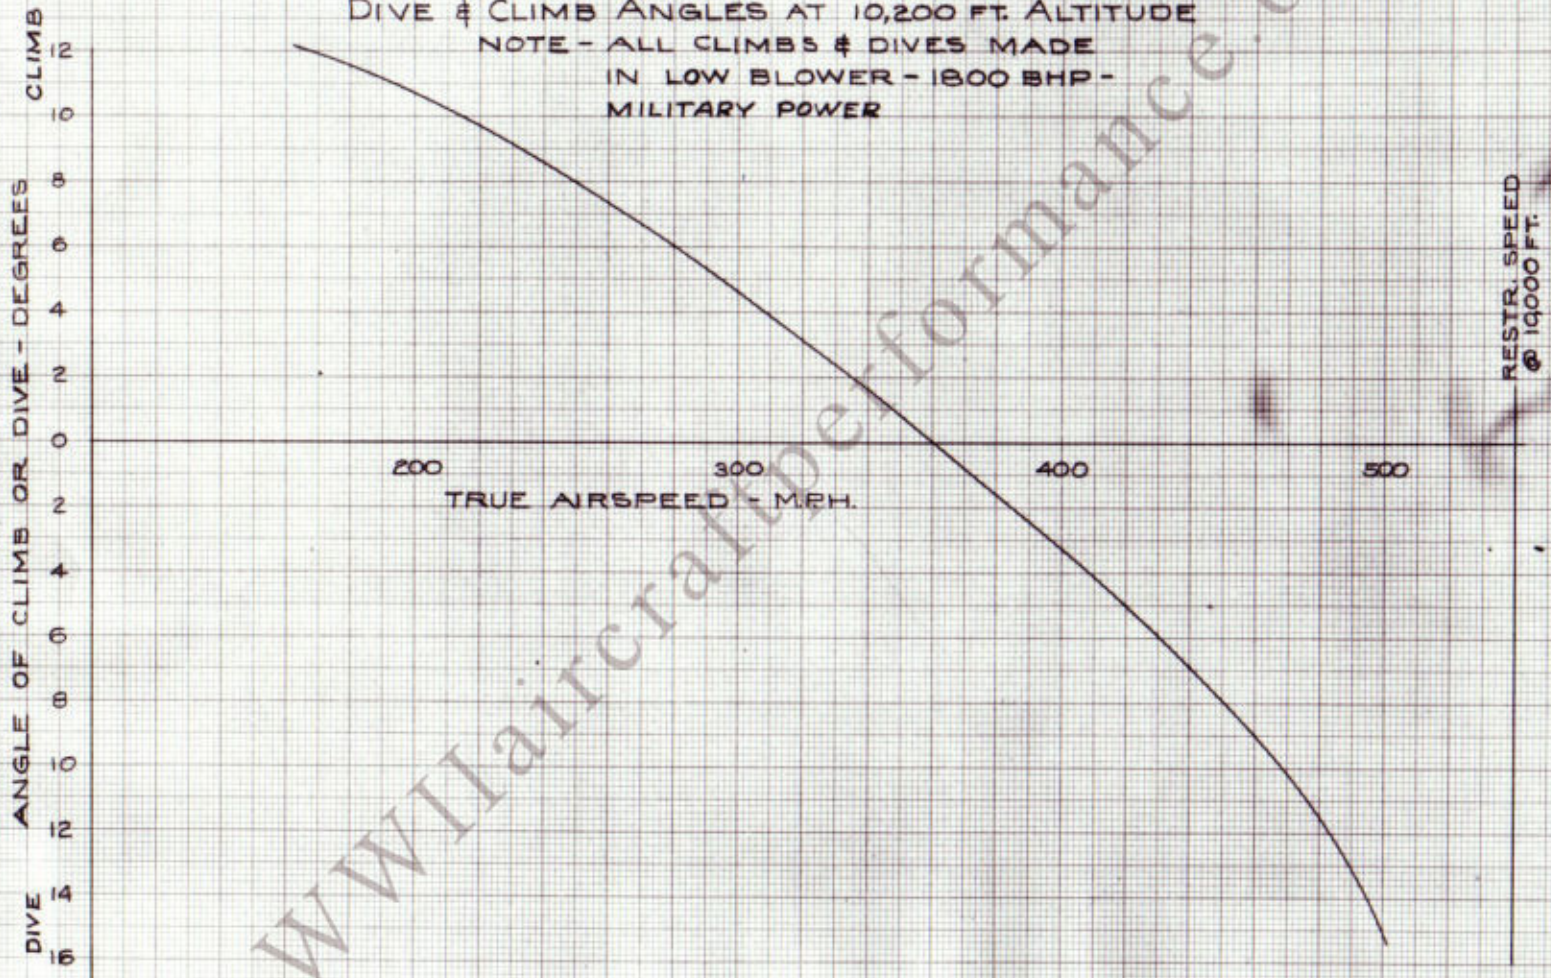 DIVE & CLIMB ANGLES AT 10,200 FT. ALTITUDE
NOTE - ALL CLIMBS & DIVES MADE
IN LOW BLOWER - 1800 BHP -
MILITARY POWER
CLIMB
ANGLE OF CLIMB OR DIVE - DEGREES
DIVE
12
10
8
6
4
2
0
2
4
6
8
10
12
14
16
200 300 400 500
TRUE AIRSPEED - M.P.H.
RESTR. SPEED
@ 10,000 FT.
WWIIaircraftperformance.